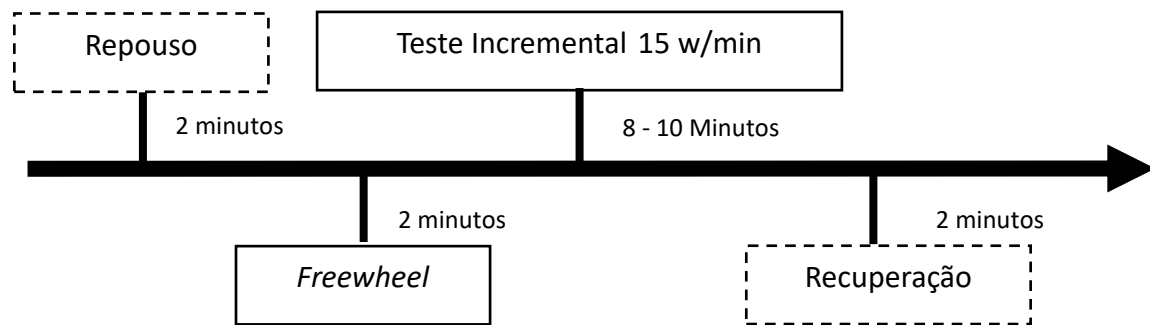 Repouso
Teste Incremental 15 w/min
2 minutos
8 - 10 Minutos
2 minutos
2 minutos
Freewheel
Recuperação